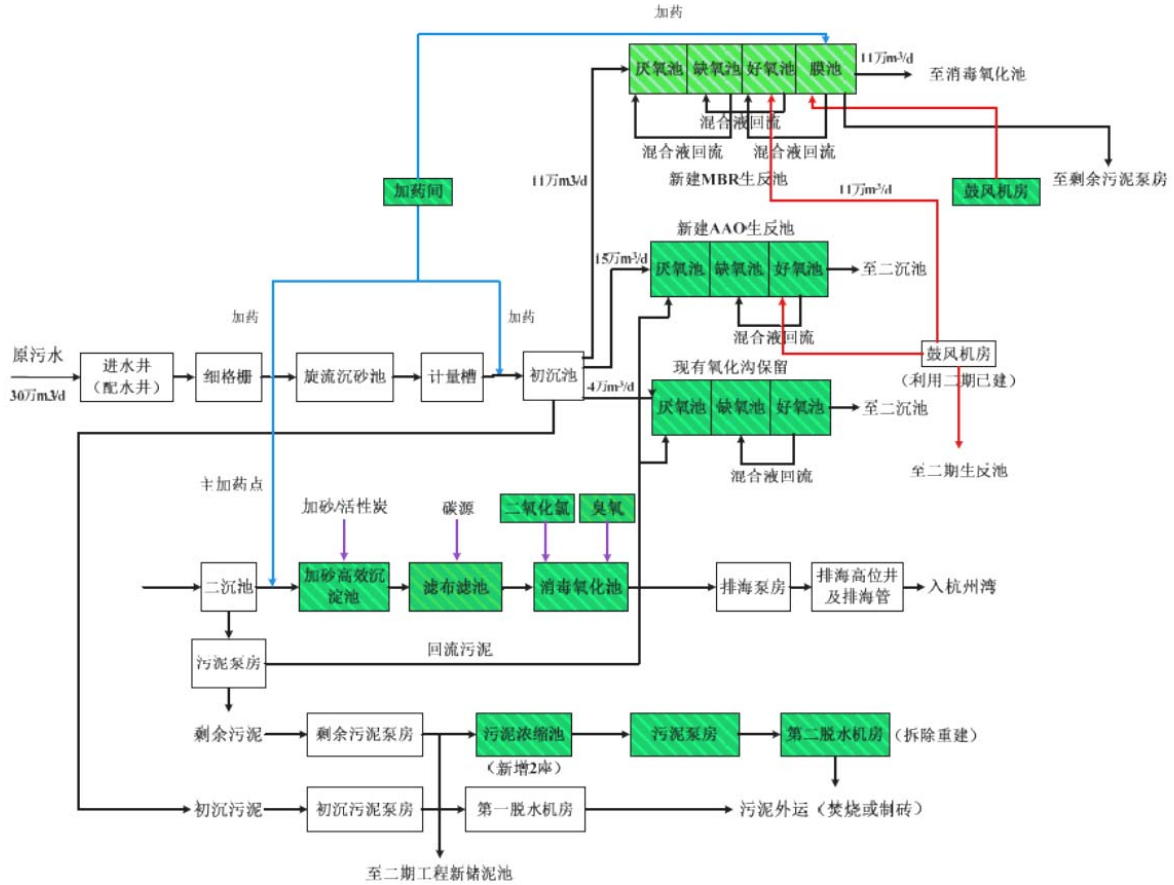 加药
厌氧池 缺氧池 好氧池 膜池
11万m³/d
至消毒氧化池
混合液回流
混合液回流 混合液回流
11万m3/d
新建MBR生反池
11万m³/d
加药间
鼓风机房
至剩余污泥泵房
新建AAO生反池
15万m³/d
厌氧池 缺氧池 好氧池
至二沉池
混合液回流
加药
加药
原污水
30万m3/d
进水井
（配水井）
细格栅
旋流沉砂池
计量槽
初沉池
现有氧化沟保留
4万m³/d
厌氧池 缺氧池 好氧池
至二沉池
混合液回流
鼓风机房
（利用二期已建）
至二期生反池
主加药点
加砂/活性炭
碳源
二氧化氯
臭氧
二沉池
加砂高效沉
淀池
滤布滤池
消毒氧化池
排海泵房
排海高位井
及排海管
入杭州湾
污泥泵房
回流污泥
剩余污泥
剩余污泥泵房
污泥浓缩池
（新增2座）
污泥泵房
第二脱水机房
（拆除重建）
初沉污泥
初沉污泥泵房
第一脱水机房
污泥外运（焚烧或制砖）
至二期工程新储泥池